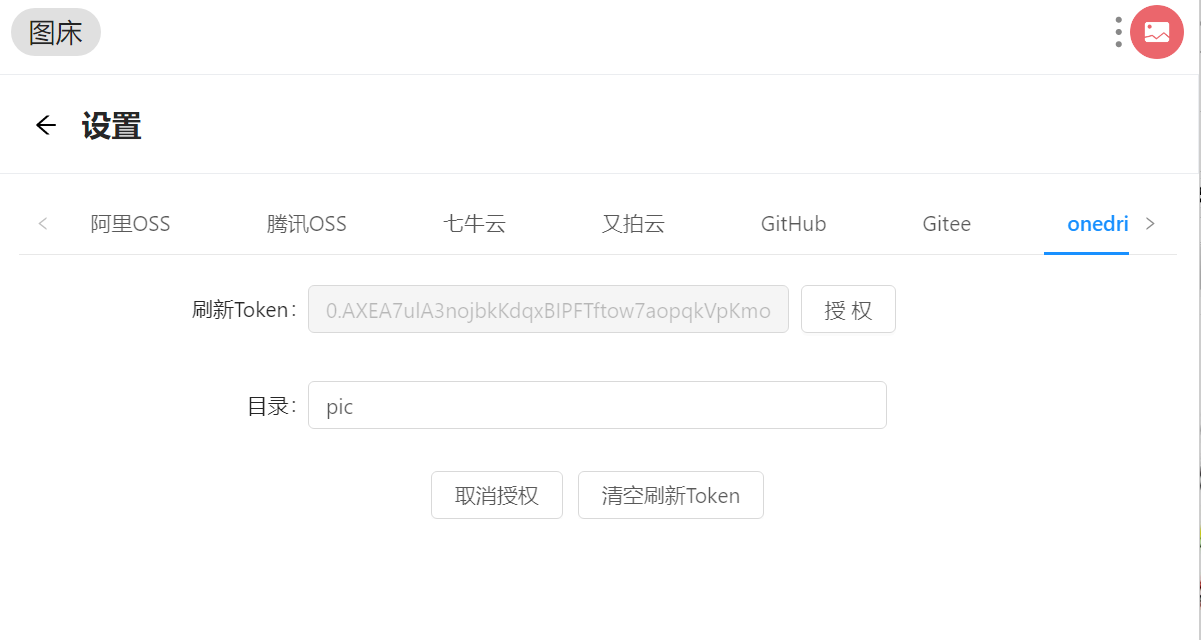 图床
设置
阿里OSS 腾讯OSS 七牛云 又拍云 GitHub Gitee onedri
刷新Token: 0.AXEA7ulA3nojbkKdqxBIPFTftow7aopqkVpKmo 授 权
目录: pic
取消授权 清空刷新Token